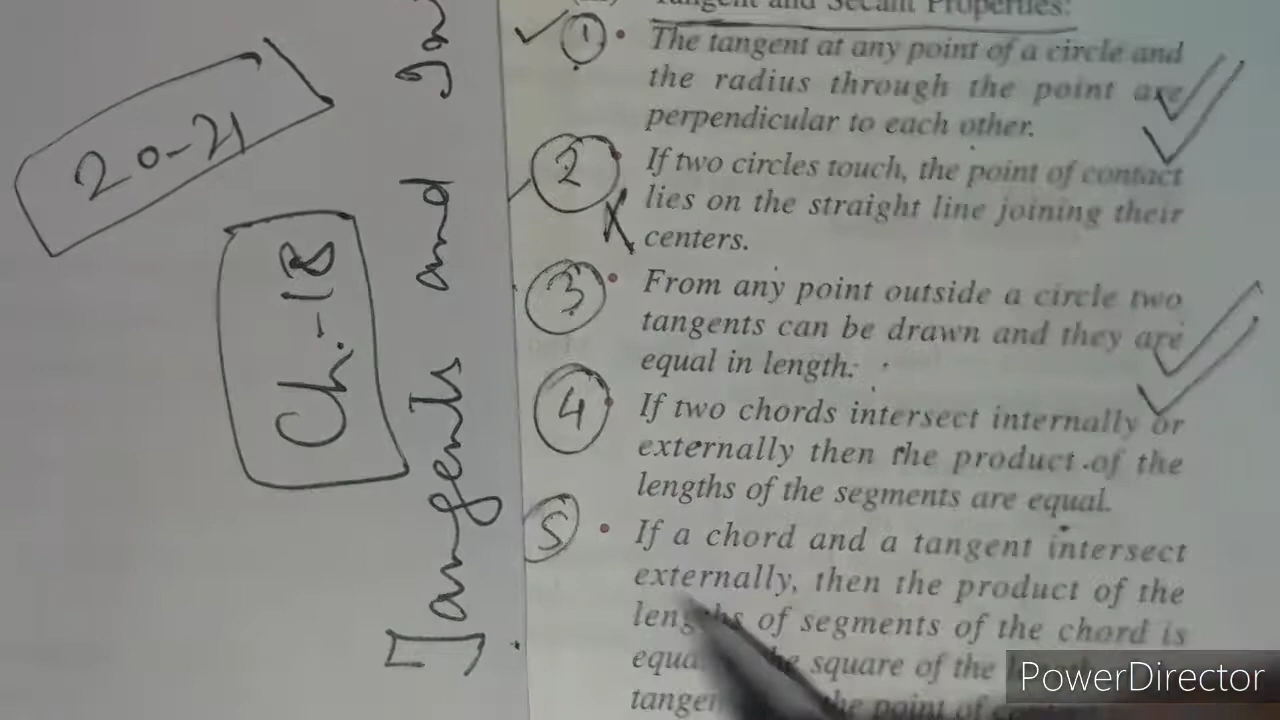 20-21
Ch.-18
Tangents and In
Tangent and Secant Properties:
1 • The tangent at any point of a circle and
the radius through the point are
perpendicular to each other.
2 • If two circles touch, the point of contact
lies on the straight line joining their
centers.
3 • From any point outside a circle two
tangents can be drawn and they are
equal in length.
4 • If two chords intersect internally or
externally then the product of the
lengths of the segments are equal.
5 • If a chord and a tangent intersect
externally, then the product of the
lengths of segments of the chord is
square of the
the point of
PowerDirector